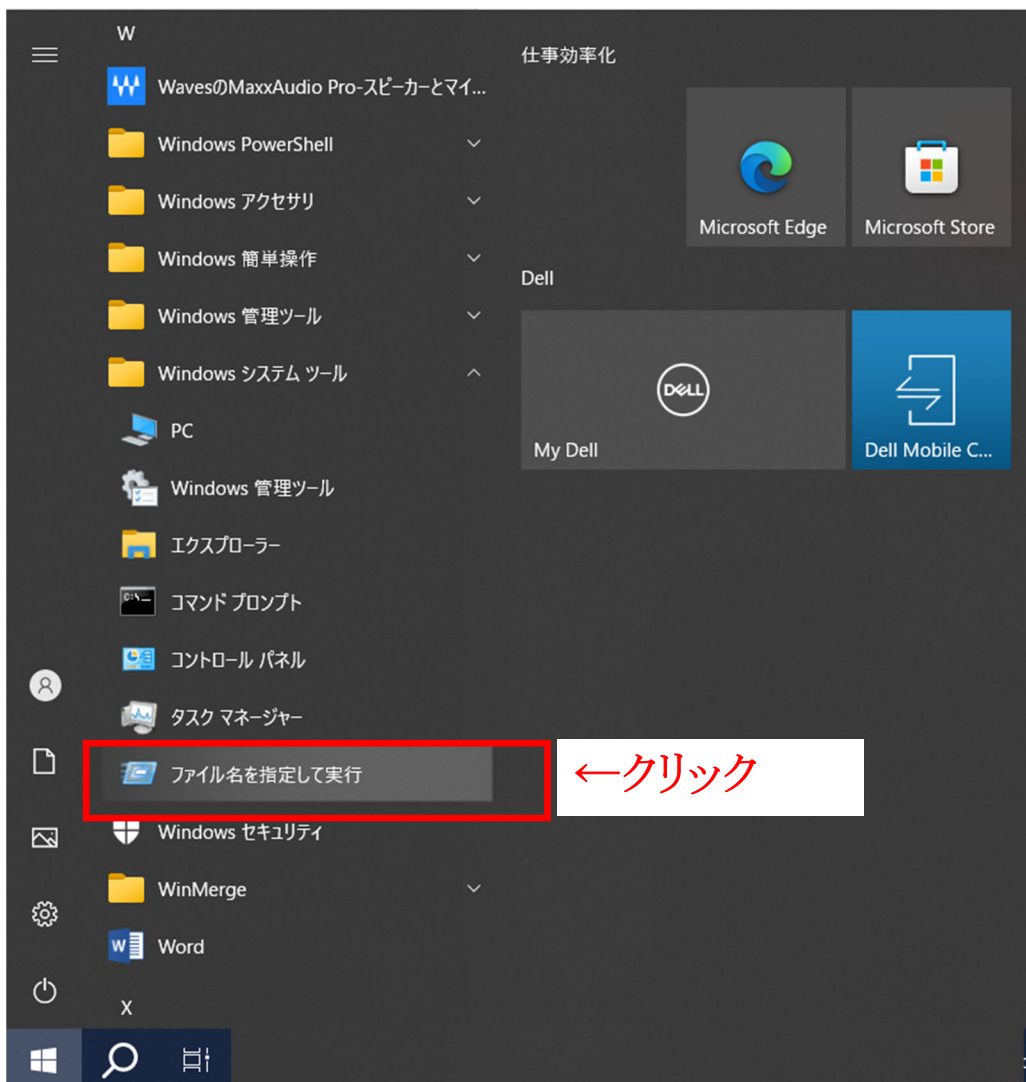 W
WavesのMaxxAudio Pro-スピーカーとマイ...
Windows PowerShell
Windows アクセサリ
Windows 簡単操作
Windows 管理ツール
Windows システム ツール
PC
Windows 管理ツール
エクスプローラー
C:\_
コマンド プロンプト
コントロール パネル
タスク マネージャー
ファイル名を指定して実行
←クリック
Windows セキュリティ
WinMerge
W
Word
X
仕事効率化
Microsoft Edge
Microsoft Store
Dell
DELL
My Dell
Dell Mobile C...